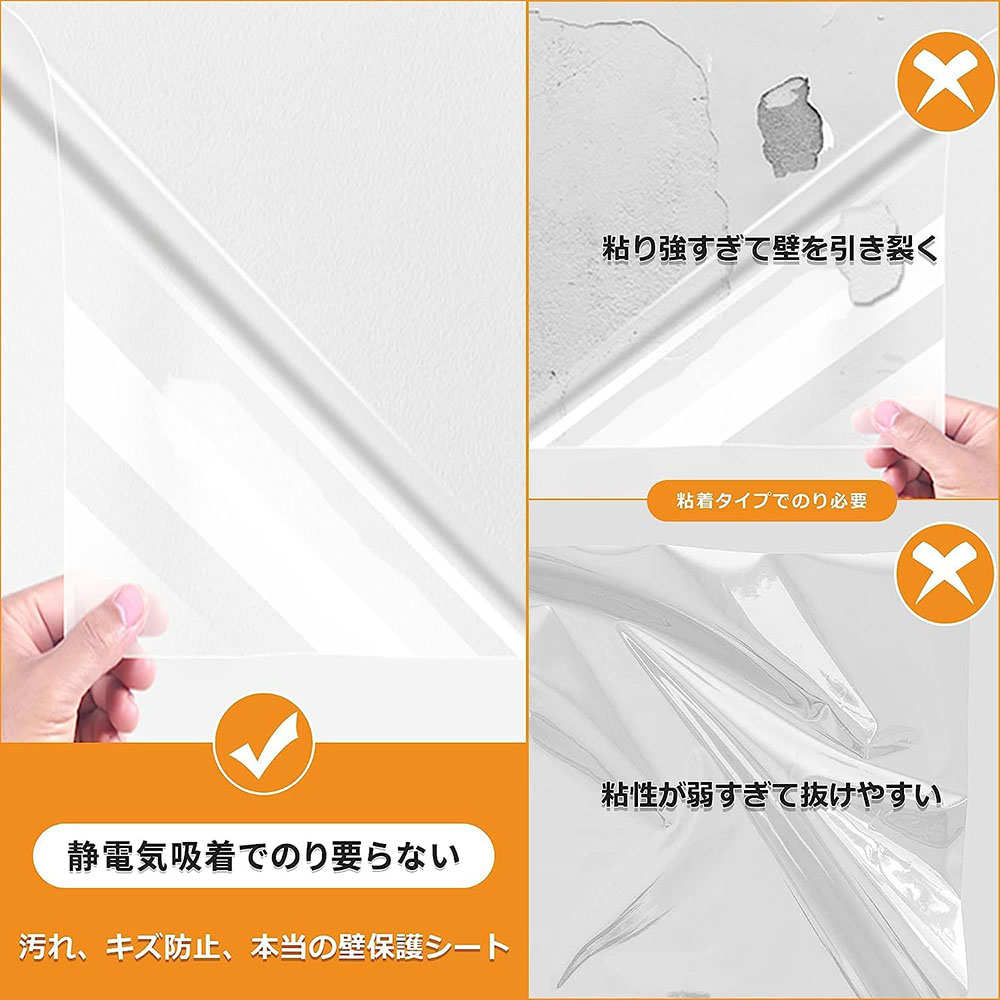 静電気吸着でのり要らない
汚れ、キズ防止、本当の壁保護シート
粘り強すぎて壁を引き裂く
粘着タイプでのり必要
粘性が弱すぎて抜けやすい